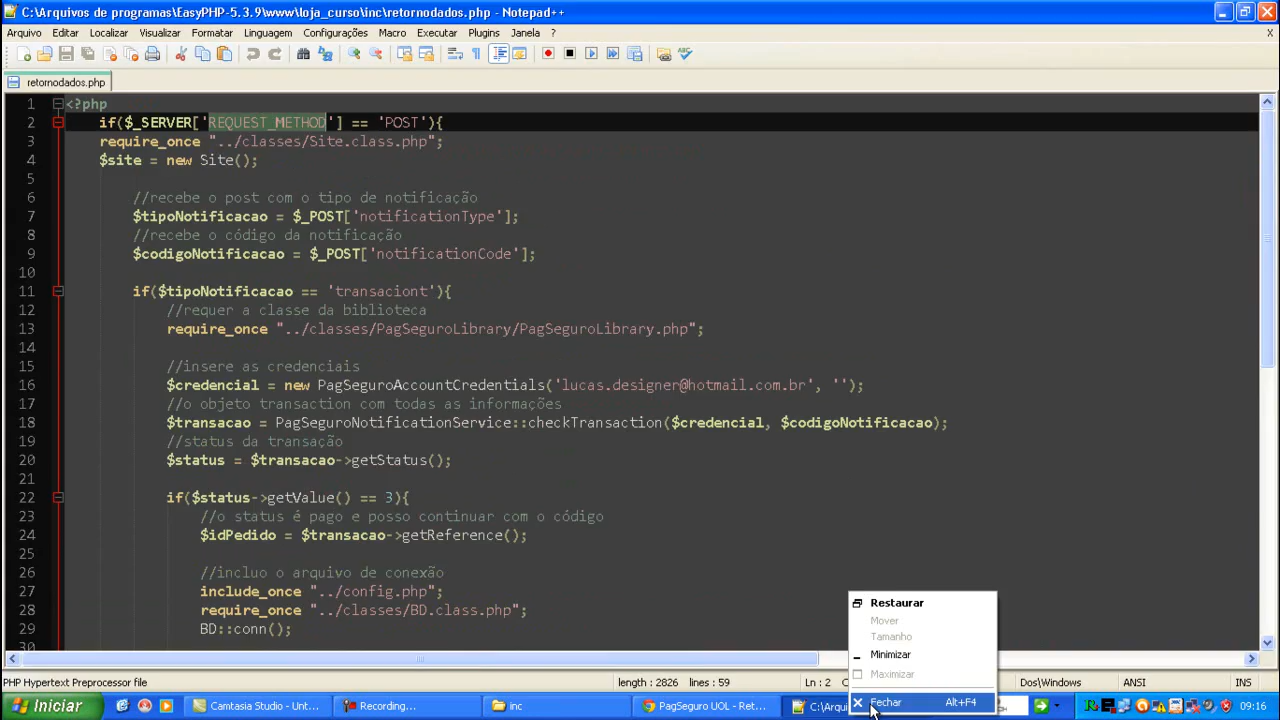 C:\Arquivos de programas\EasyPHP-5.3.9\www\loja_curso\inc\retornodados.php - Notepad++
Arquivo Editar Localizar Visualizar Formatar Linguagem Configurações Macro Executar Plugins Janela ? X
retornodados.php
1 <?php
2 if($_SERVER['REQUEST_METHOD'] == 'POST'){
3 require_once "../classes/Site.class.php";
4 $site = new Site();
5
6 //recebe o post com o tipo de notificação
7 $tipoNotificacao = $_POST['notificationType'];
8 //recebe o código da notificação
9 $codigoNotificacao = $_POST['notificationCode'];
10
11 if($tipoNotificacao == 'transaciont'){
12 //requer a classe da biblioteca
13 require_once "../classes/PagSeguroLibrary/PagSeguroLibrary.php";
14
15 //insere as credenciais
16 $credencial = new PagSeguroAccountCredentials('lucas.designer@hotmail.com.br', '');
17 //o objeto transaction com todas as informações
18 $transacao = PagSeguroNotificationService::checkTransaction($credencial, $codigoNotificacao);
19 //status da transação
20 $status = $transacao->getStatus();
21
22 if($status->getValue() == 3){
23 //o status é pago e posso continuar com o código
24 $idPedido = $transacao->getReference();
25
26 //incluo o arquivo de conexão
27 include_once "../config.php";
28 require_once "../classes/BD.class.php";
29 BD::conn();
30
Restaurar
Mover
Tamanho
Minimizar
Maximizar
Fechar Alt+F4
PHP Hypertext Preprocessor file length : 2826 lines : 59 Ln : 2 C Dos\Windows ANSI INS
Iniciar Camtasia Studio - Unt... Recording... inc PagSeguro UOL - Ret... C:\Arqui 09:16